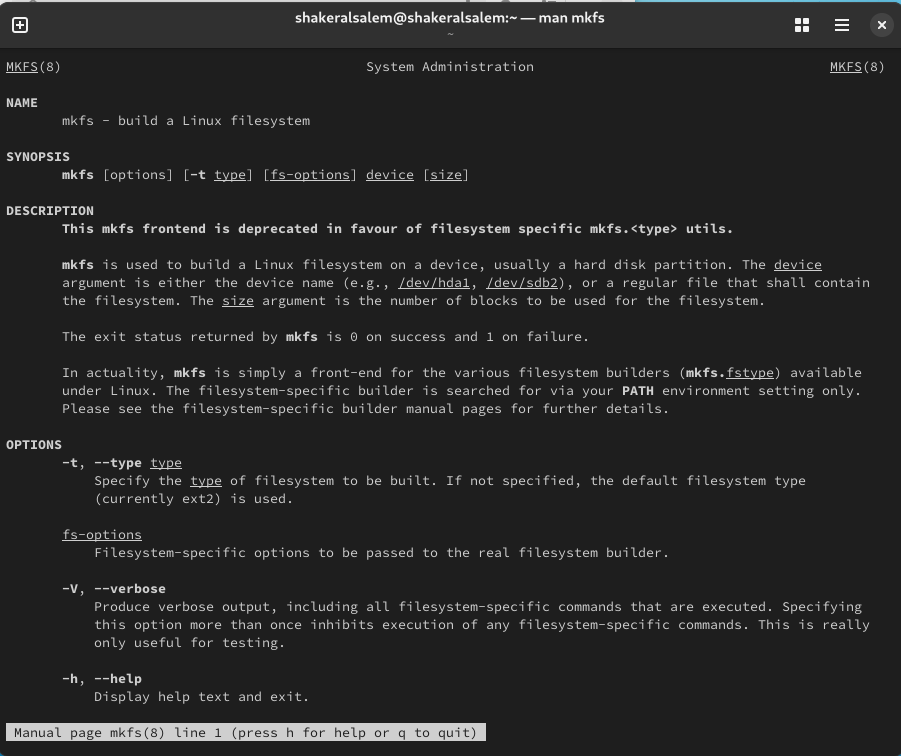 shakeralsalem@shakeralsalem:~ — man mkfs
~
MKFS(8) System Administration MKFS(8)
NAME
mkfs - build a Linux filesystem
SYNOPSIS
mkfs [options] [-t type] [fs-options] device [size]
DESCRIPTION
This mkfs frontend is deprecated in favour of filesystem specific mkfs.<type> utils.
mkfs is used to build a Linux filesystem on a device, usually a hard disk partition. The device
argument is either the device name (e.g., /dev/hda1, /dev/sdb2), or a regular file that shall contain
the filesystem. The size argument is the number of blocks to be used for the filesystem.
The exit status returned by mkfs is 0 on success and 1 on failure.
In actuality, mkfs is simply a front-end for the various filesystem builders (mkfs.fstype) available
under Linux. The filesystem-specific builder is searched for via your PATH environment setting only.
Please see the filesystem-specific builder manual pages for further details.
OPTIONS
-t, --type type
Specify the type of filesystem to be built. If not specified, the default filesystem type
(currently ext2) is used.
fs-options
Filesystem-specific options to be passed to the real filesystem builder.
-V, --verbose
Produce verbose output, including all filesystem-specific commands that are executed. Specifying
this option more than once inhibits execution of any filesystem-specific commands. This is really
only useful for testing.
-h, --help
Display help text and exit.
Manual page mkfs(8) line 1 (press h for help or q to quit)